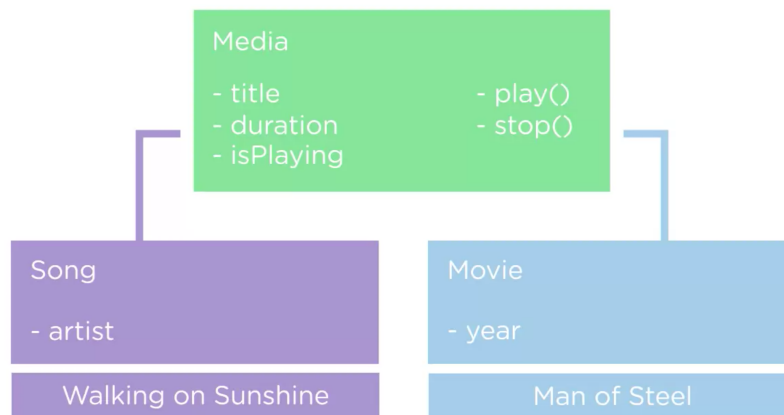 Media
- title
- duration
- isPlaying
- play()
- stop()
Song
- artist
Walking on Sunshine
Movie
- year
Man of Steel